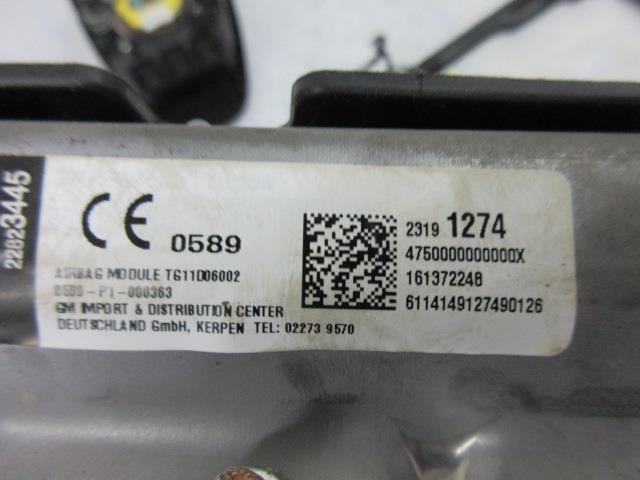 22823445
CE 0589
AIRBAG MODULE TG11D06002
0589-P1-000363
GM IMPORT & DISTRIBUTION CENTER
DEUTSCHLAND GmbH, KERPEN TEL: 02273 9570
2319 1274
4750000000000X
161372248
6114149127490126